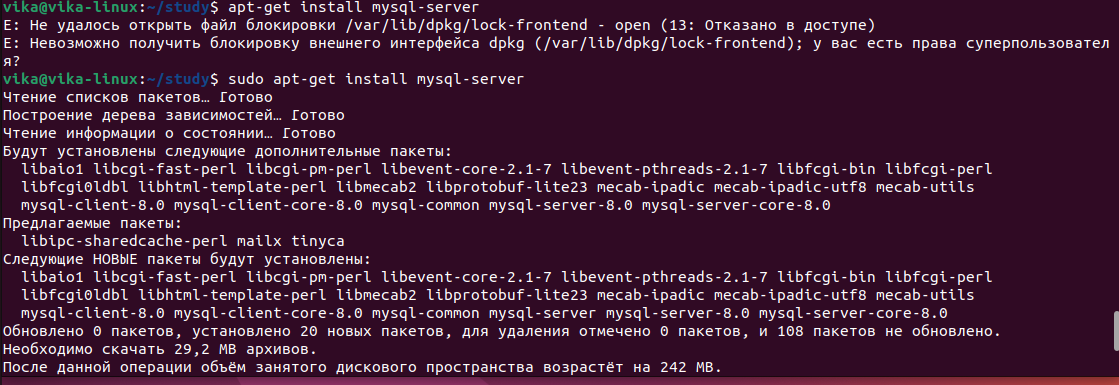 vika@vika-linux:~/study$ apt-get install mysql-server
E: Не удалось открыть файл блокировки /var/lib/dpkg/lock-frontend - open (13: Отказано в доступе)
E: Невозможно получить блокировку внешнего интерфейса dpkg (/var/lib/dpkg/lock-frontend); у вас есть права суперпользовател
я?
vika@vika-linux:~/study$ sudo apt-get install mysql-server
Чтение списков пакетов… Готово
Построение дерева зависимостей… Готово
Чтение информации о состоянии… Готово
Будут установлены следующие дополнительные пакеты:
  libaio1 libcgi-fast-perl libcgi-pm-perl libevent-core-2.1-7 libevent-pthreads-2.1-7 libfcgi-bin libfcgi-perl
  libfcgi0ldbl libhtml-template-perl libmecab2 libprotobuf-lite23 mecab-ipadic mecab-ipadic-utf8 mecab-utils
  mysql-client-8.0 mysql-client-core-8.0 mysql-common mysql-server-8.0 mysql-server-core-8.0
Предлагаемые пакеты:
  libipc-sharedcache-perl mailx tinyca
Следующие НОВЫЕ пакеты будут установлены:
  libaio1 libcgi-fast-perl libcgi-pm-perl libevent-core-2.1-7 libevent-pthreads-2.1-7 libfcgi-bin libfcgi-perl
  libfcgi0ldbl libhtml-template-perl libmecab2 libprotobuf-lite23 mecab-ipadic mecab-ipadic-utf8 mecab-utils
  mysql-client-8.0 mysql-client-core-8.0 mysql-common mysql-server mysql-server-8.0 mysql-server-core-8.0
Обновлено 0 пакетов, установлено 20 новых пакетов, для удаления отмечено 0 пакетов, и 108 пакетов не обновлено.
Необходимо скачать 29,2 MB архивов.
После данной операции объём занятого дискового пространства возрастёт на 242 MB.